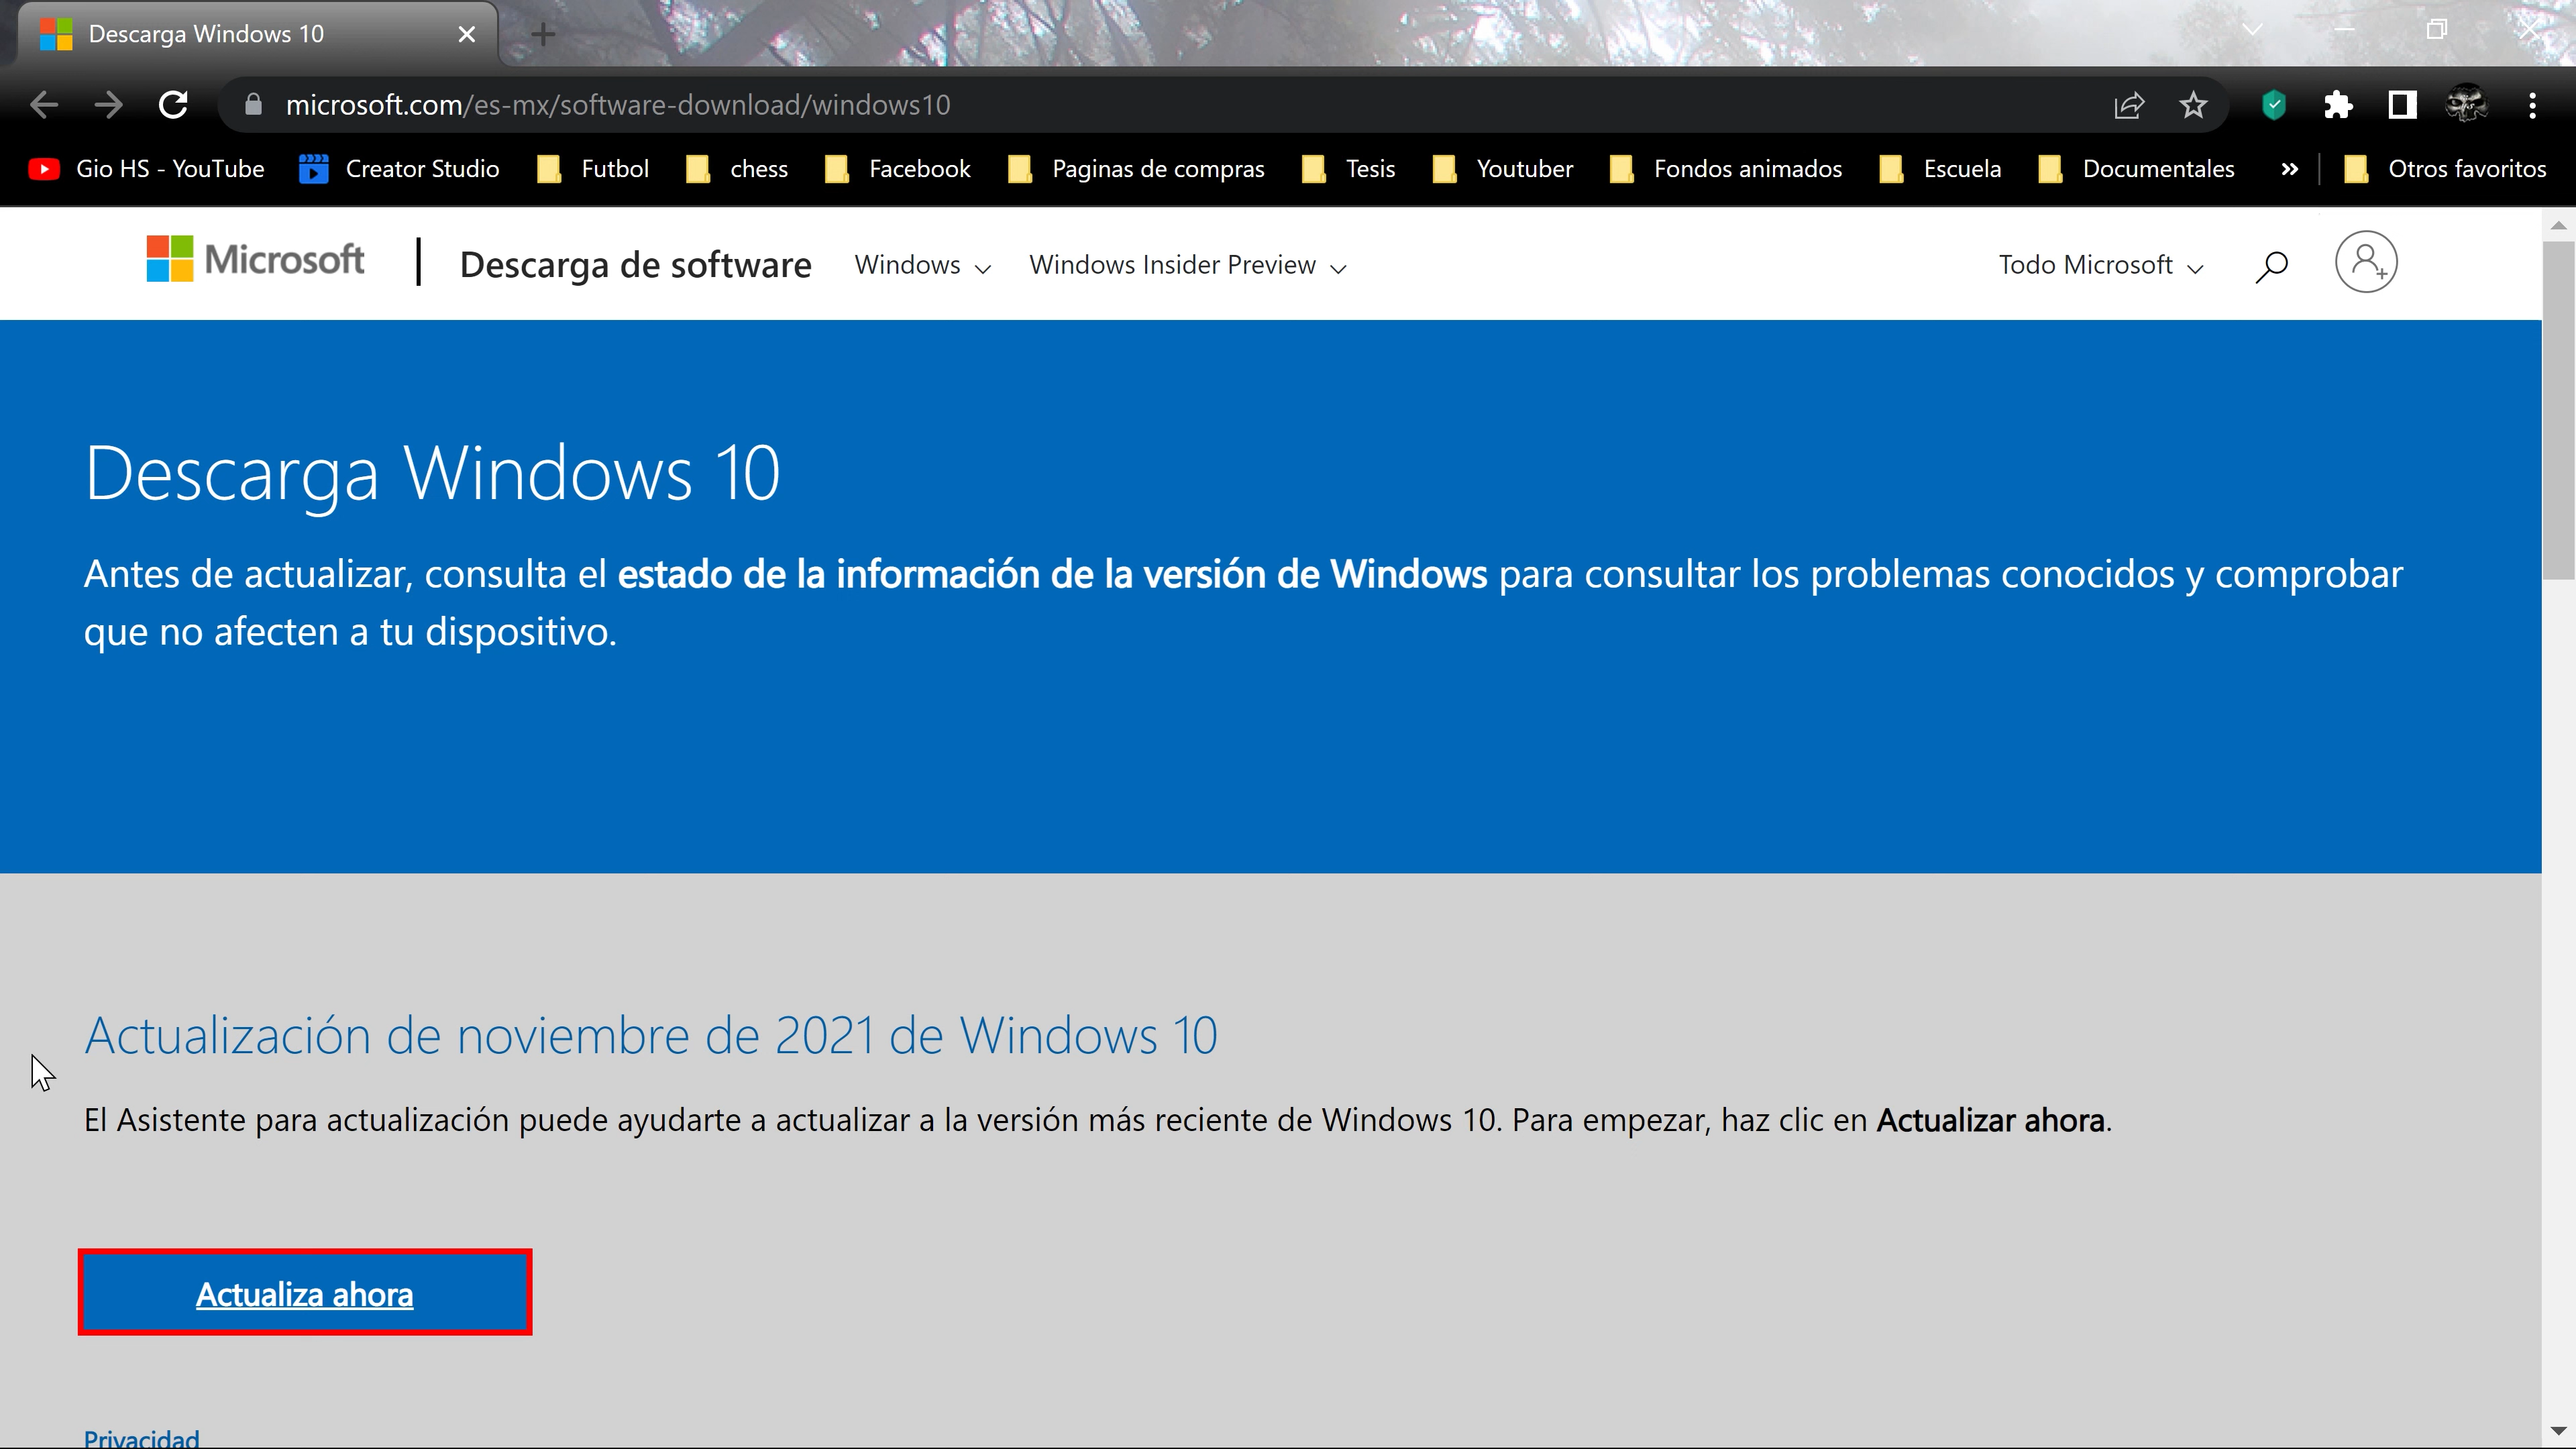 Descarga Windows 10
microsoft.com/es-mx/software-download/windows10
Gio HS - YouTube Creator Studio Futbol chess Facebook Paginas de compras Tesis Youtuber Fondos animados Escuela Documentales » Otros favoritos
Microsoft Descarga de software Windows Windows Insider Preview Todo Microsoft
Descarga Windows 10
Antes de actualizar, consulta el estado de la información de la versión de Windows para consultar los problemas conocidos y comprobar
que no afecten a tu dispositivo.
Actualización de noviembre de 2021 de Windows 10
El Asistente para actualización puede ayudarte a actualizar a la versión más reciente de Windows 10. Para empezar, haz clic en Actualizar ahora.
Actualiza ahora
Privacidad